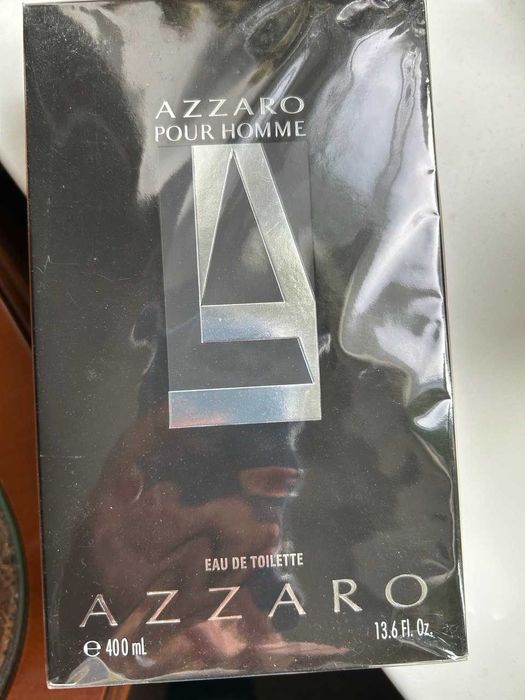 AZZARO
POUR HOMME
EAU DE TOILETTE
AZZARO
℮ 400 mL 13.6 Fl. Oz.